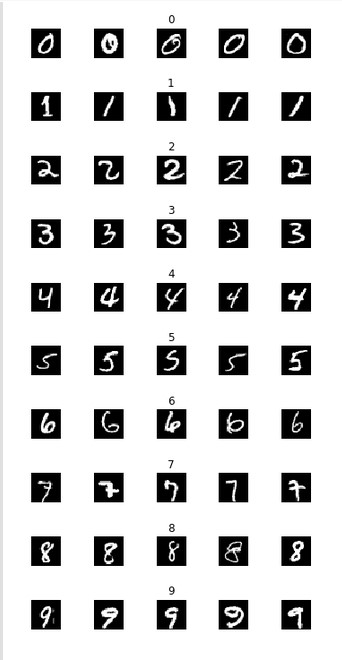 0
0 0 0 0 0
1
1 1 1 1 1
2
2 2 2 2 2
3
3 3 3 3 3
4
4 4 4 4 4
5
5 5 5 5 5
6
6 6 6 6 6
7
7 7 7 7 7
8
8 8 8 8 8
9
9 9 9 9 9